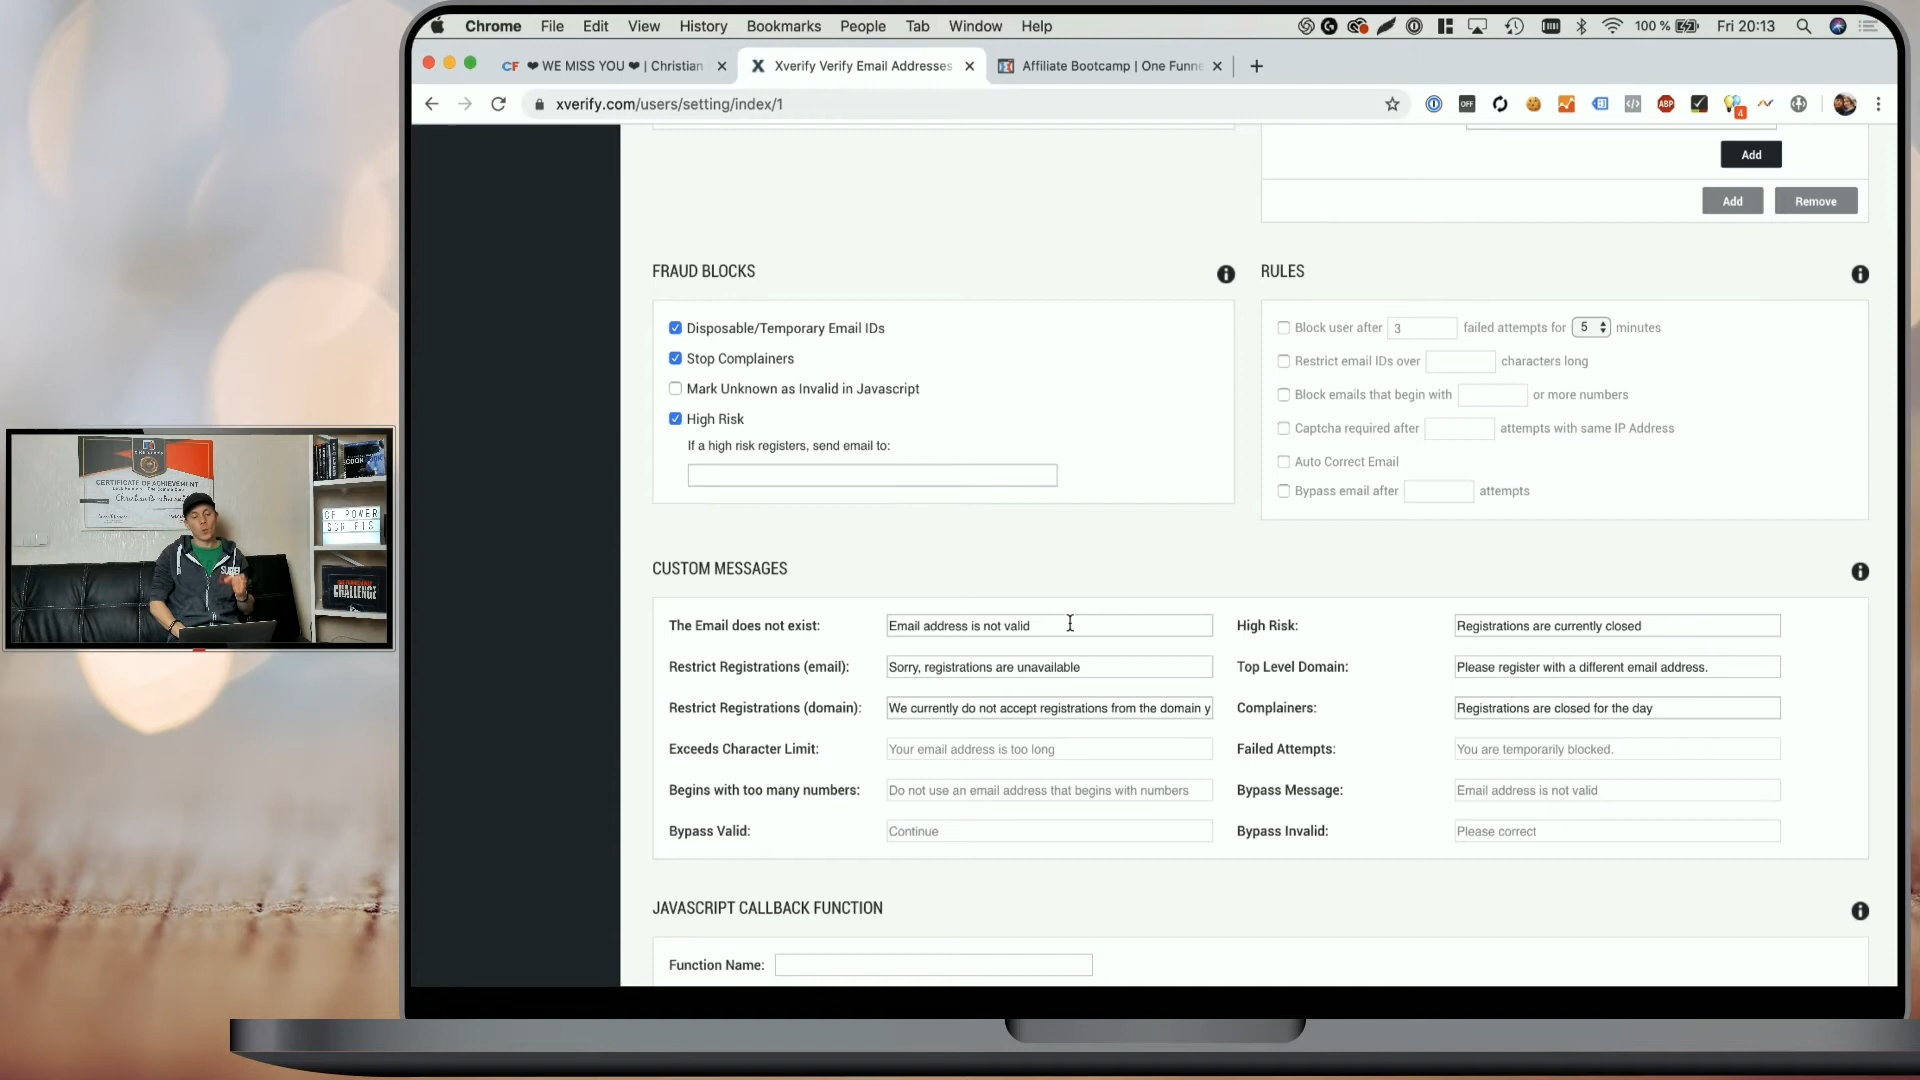 Chrome File Edit View History Bookmarks People Tab Window Help 100 % Fri 20:13
CF ❤ WE MISS YOU ❤ | Christian
X Xverify Verify Email Addresses
Affiliate Bootcamp | One Funne
xverify.com/users/setting/index/1
OFF
ABP
4
Add
Add Remove
FRAUD BLOCKS
Disposable/Temporary Email IDs
Stop Complainers
Mark Unknown as Invalid in Javascript
High Risk
If a high risk registers, send email to:
RULES
Block user after 3 failed attempts for 5 minutes
Restrict email IDs over characters long
Block emails that begin with or more numbers
Captcha required after attempts with same IP Address
Auto Correct Email
Bypass email after attempts
CUSTOM MESSAGES
The Email does not exist: Email address is not valid High Risk: Registrations are currently closed
Restrict Registrations (email): Sorry, registrations are unavailable Top Level Domain: Please register with a different email address.
Restrict Registrations (domain): We currently do not accept registrations from the domain y Complainers: Registrations are closed for the day
Exceeds Character Limit: Your email address is too long Failed Attempts: You are temporarily blocked.
Begins with too many numbers: Do not use an email address that begins with numbers Bypass Message: Email address is not valid
Bypass Valid: Continue Bypass Invalid: Please correct
JAVASCRIPT CALLBACK FUNCTION
Function Name:
CERTIFICATE OF ACHIEVEMENT
CF POWER
SCRIPTS
CHALLENGE